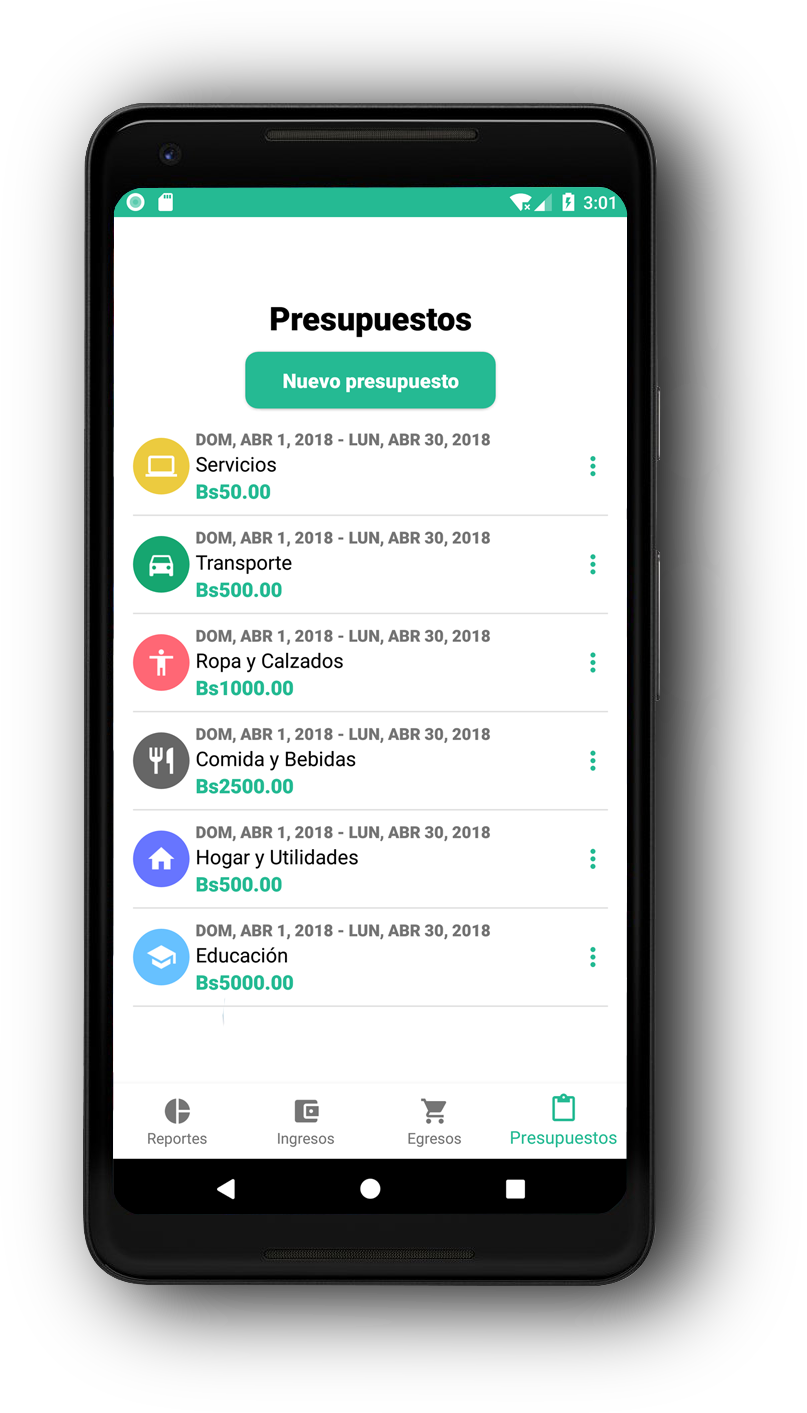 3:01
Presupuestos
Nuevo presupuesto
DOM, ABR 1, 2018 - LUN, ABR 30, 2018
Servicios
Bs50.00
DOM, ABR 1, 2018 - LUN, ABR 30, 2018
Transporte
Bs500.00
DOM, ABR 1, 2018 - LUN, ABR 30, 2018
Ropa y Calzados
Bs1000.00
DOM, ABR 1, 2018 - LUN, ABR 30, 2018
Comida y Bebidas
Bs2500.00
DOM, ABR 1, 2018 - LUN, ABR 30, 2018
Hogar y Utilidades
Bs500.00
DOM, ABR 1, 2018 - LUN, ABR 30, 2018
Educación
Bs5000.00
Reportes Ingresos Egresos Presupuestos